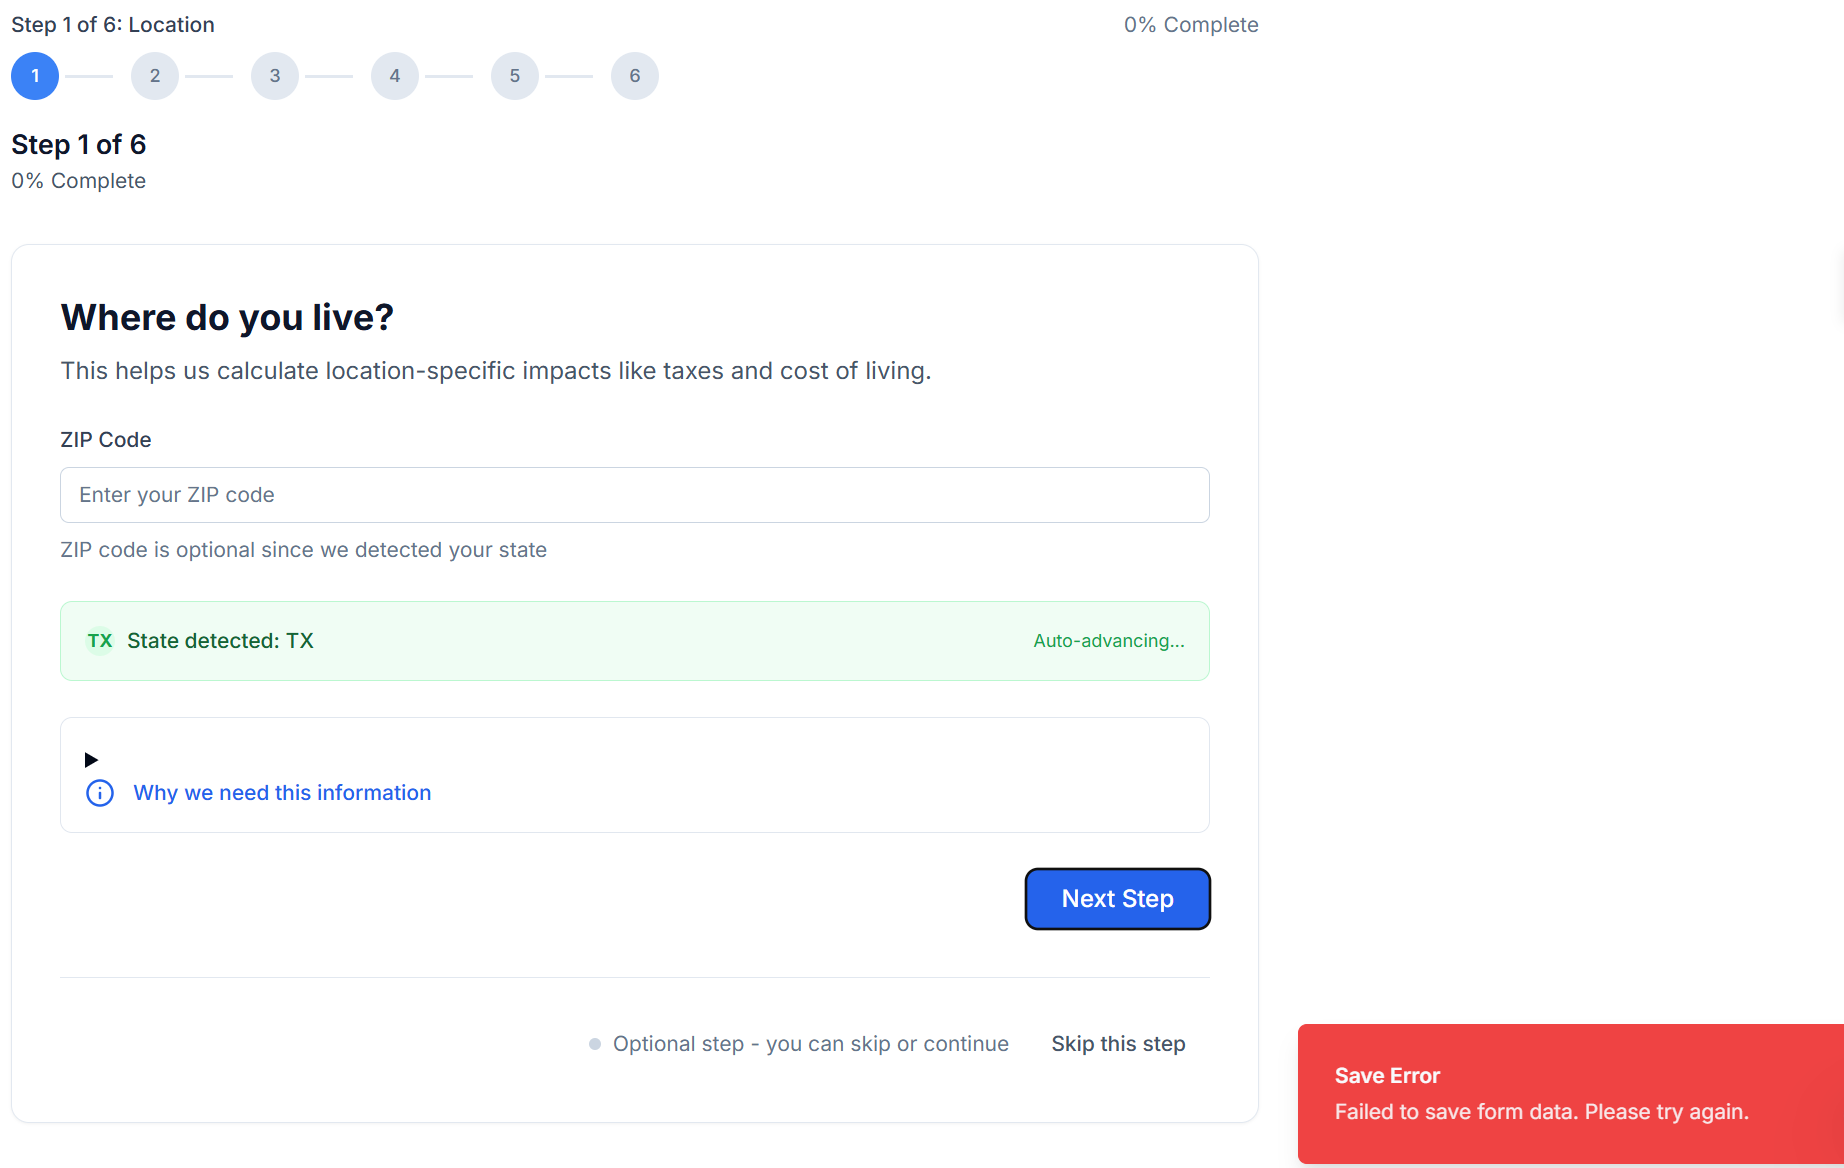 Step 1 of 6: Location
0% Complete
1 2 3 4 5 6
Step 1 of 6
0% Complete
Where do you live?
This helps us calculate location-specific impacts like taxes and cost of living.
ZIP Code
Enter your ZIP code
ZIP code is optional since we detected your state
TX State detected: TX
Auto-advancing...
Why we need this information
Next Step
Optional step - you can skip or continue
Skip this step
Save Error
Failed to save form data. Please try again.